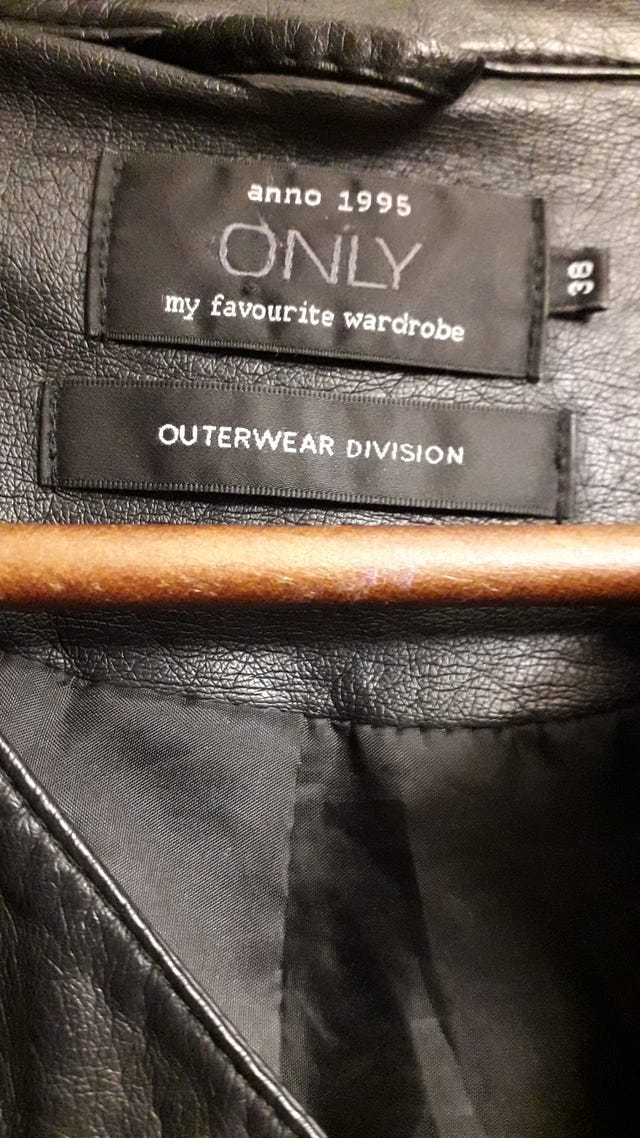 anno 1995
ONLY
my favourite wardrobe
38
OUTERWEAR DIVISION